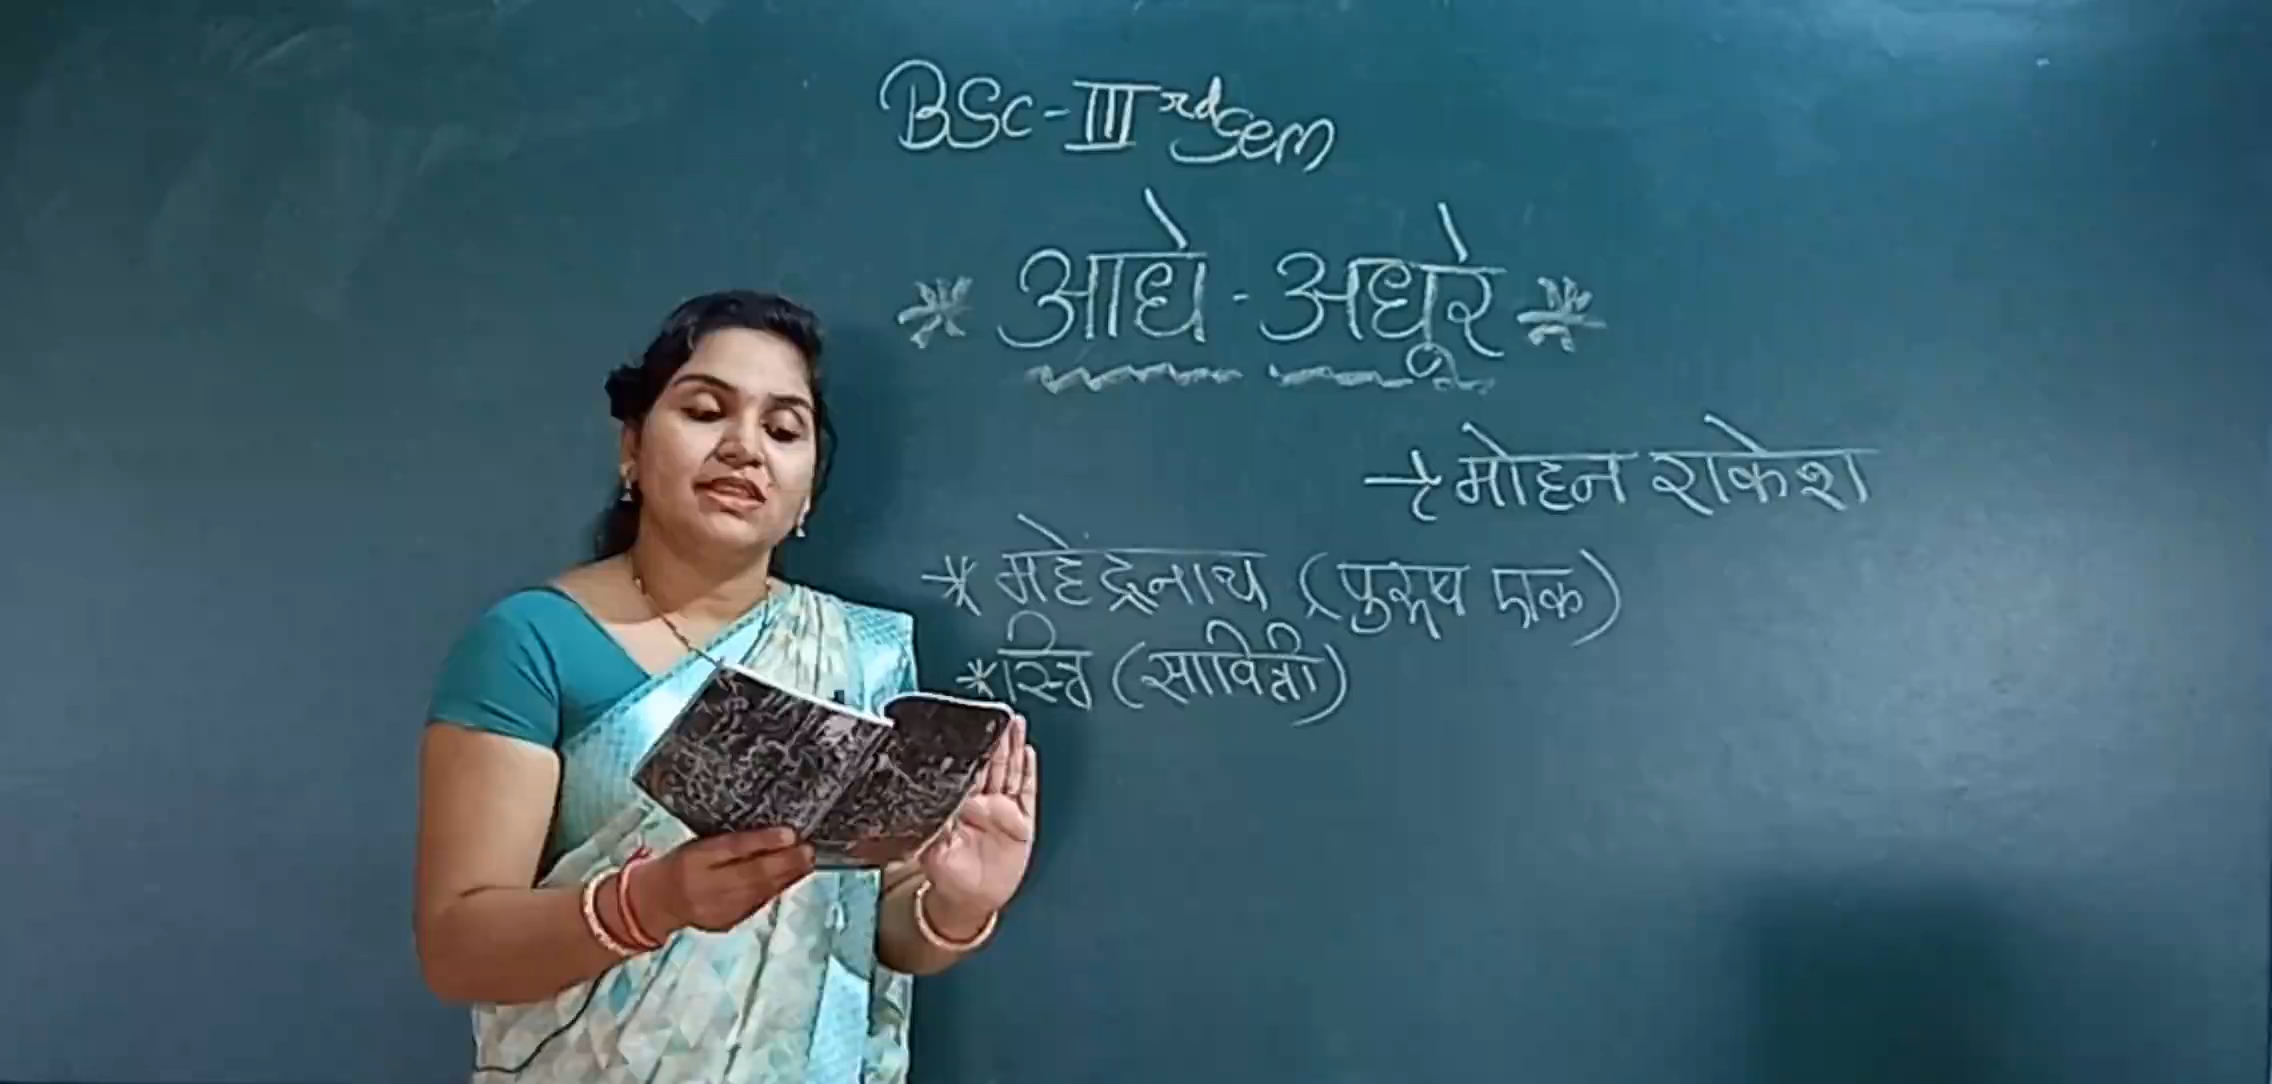 BSc-III rd Sem
* आधे - अधूरे *
→ मोहन राकेश
* महेंद्रनाथ (पुरूष एक)
* स्त्रि (सावित्री)